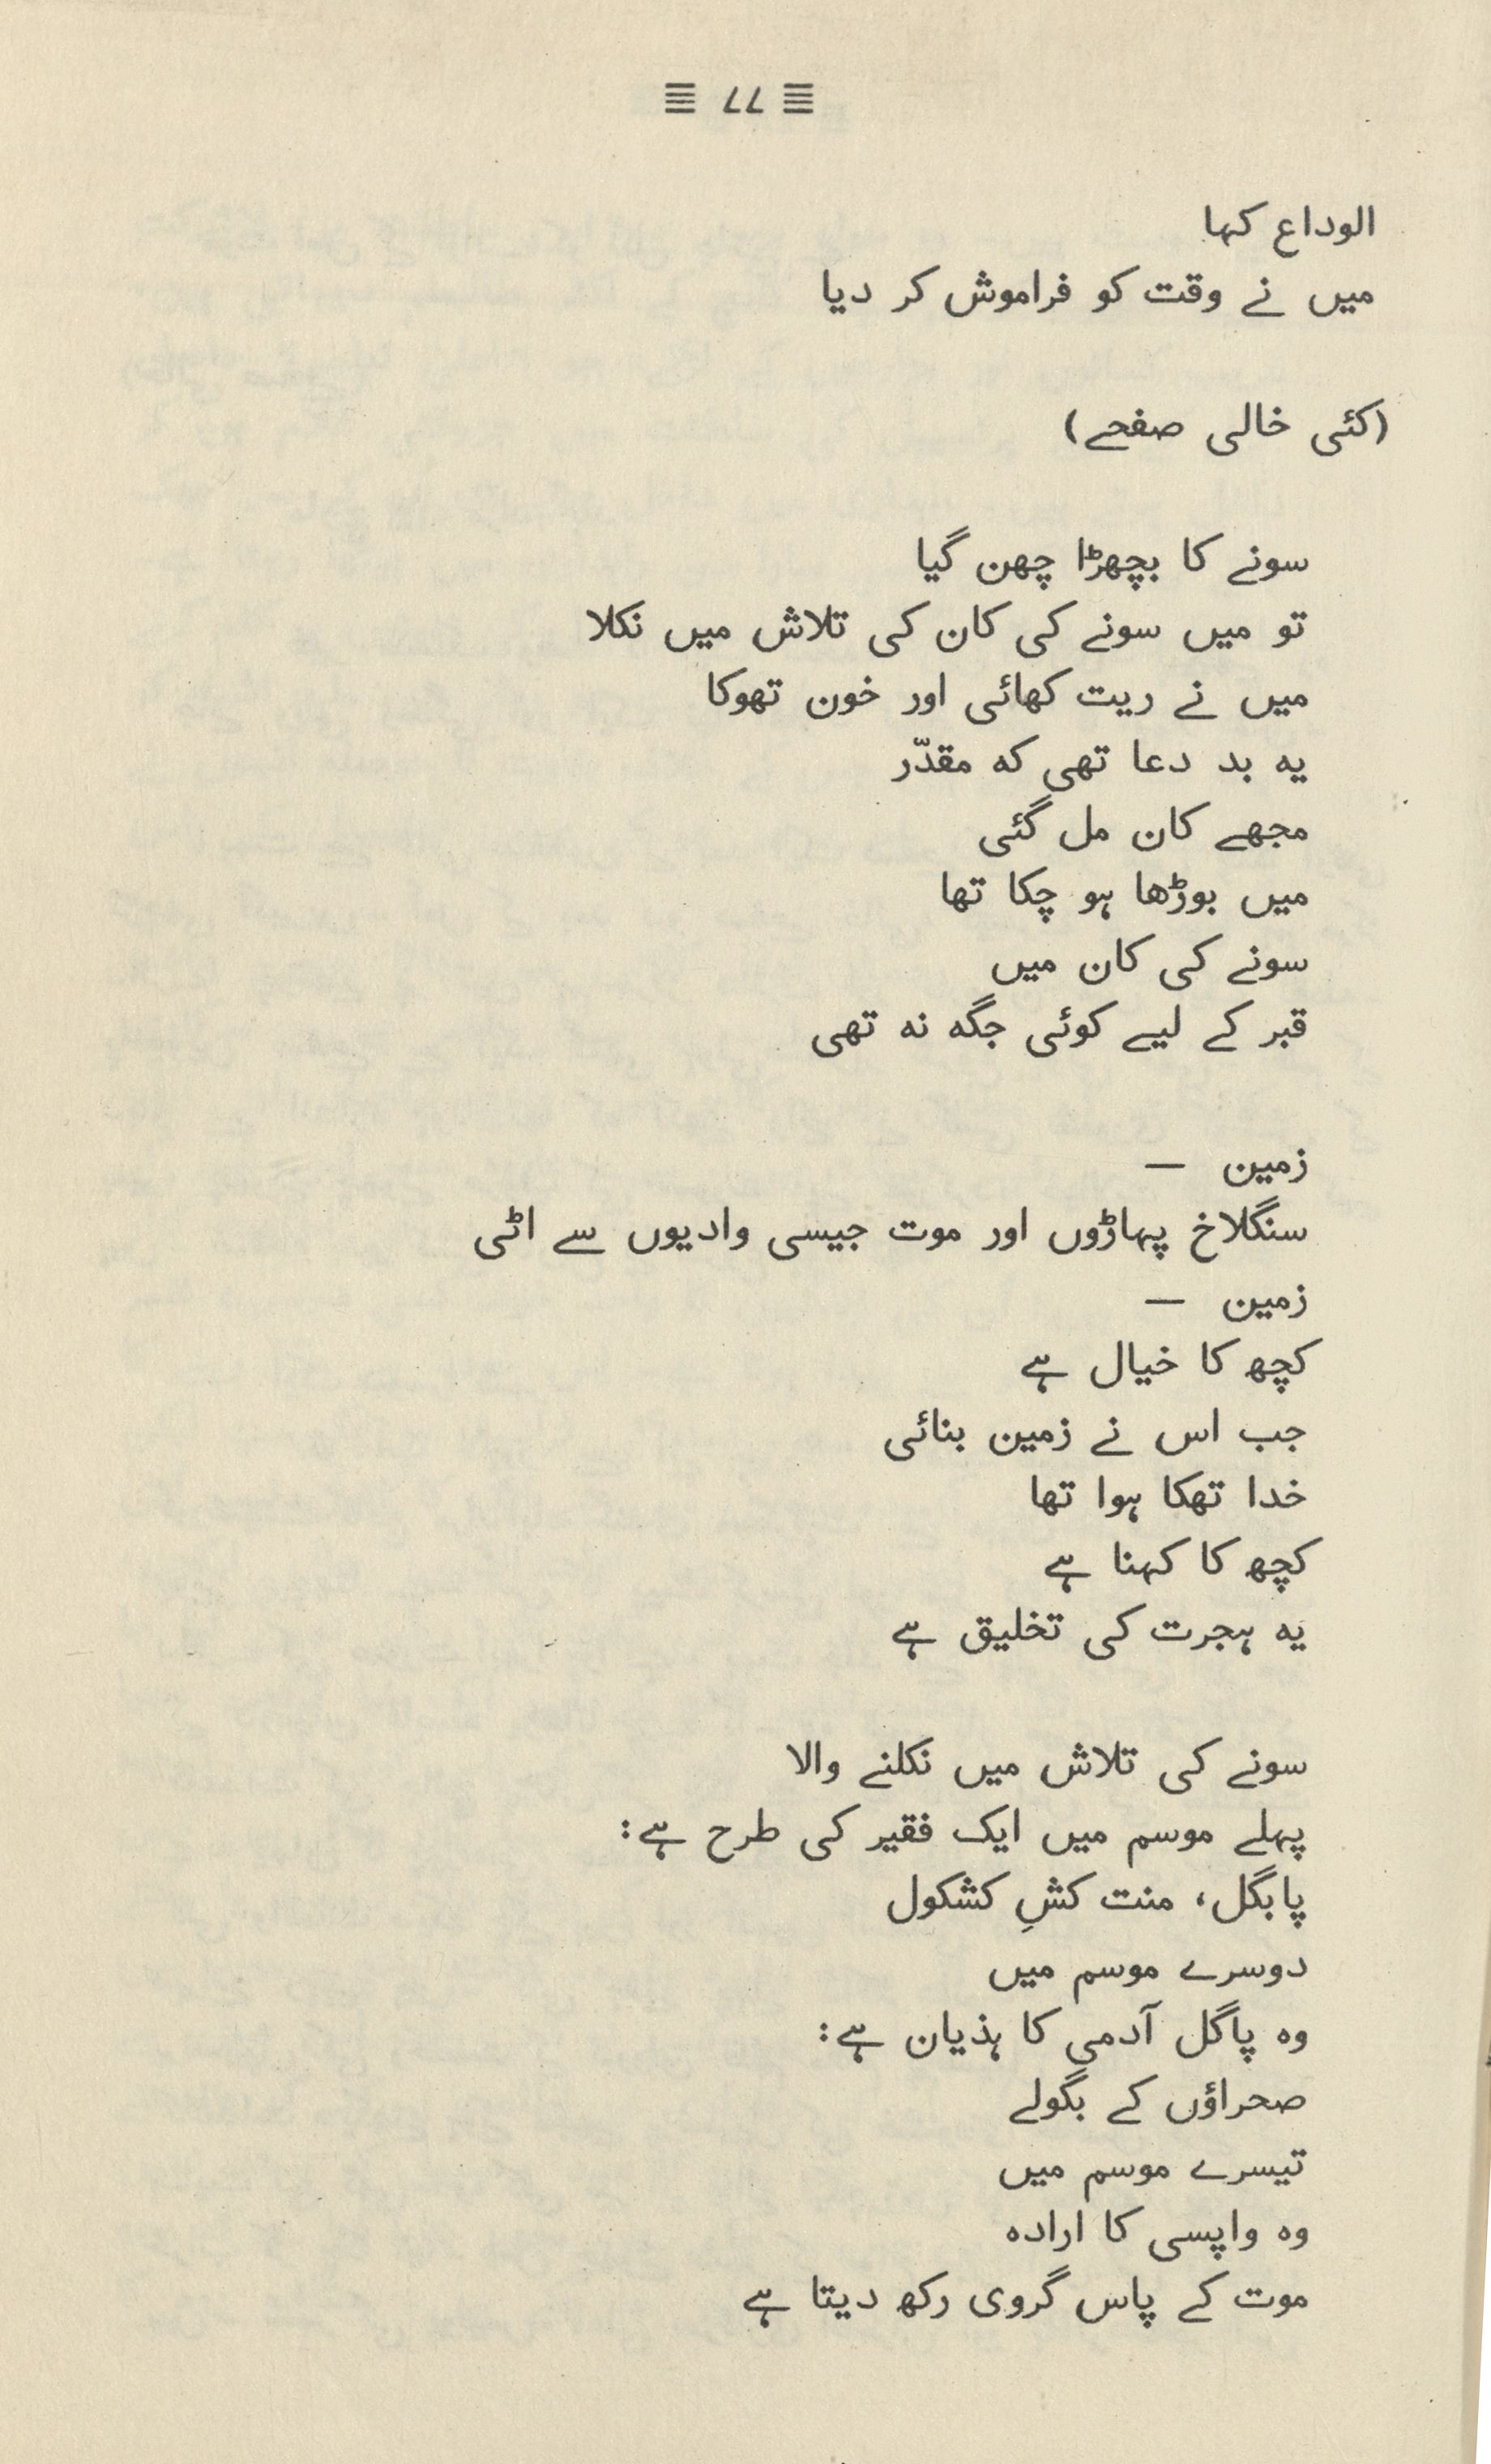 ۷۷
الوداع کہا
میں نے وقت کو فراموش کر دیا
(کئی خالی صفحے)
سونے کا بچھڑا چھن گیا
تو میں سونے کی کان کی تلاش میں نکلا
میں نے ریت کھائی اور خون تھوکا
یہ بد دعا تھی کہ مقدّر
مجھے کان مل گئی
میں بوڑھا ہو چکا تھا
سونے کی کان میں
قبر کے لیے کوئی جگہ نہ تھی
زمین —
سنگلاخ پہاڑوں اور موت جیسی وادیوں سے اٹی
زمین —
کچھ کا خیال ہے
جب اس نے زمین بنائی
خدا تھکا ہوا تھا
کچھ کا کہنا ہے
یہ ہجرت کی تخلیق ہے
سونے کی تلاش میں نکلنے والا
پہلے موسم میں ایک فقیر کی طرح ہے:
پابگل، منت کشِ کشکول
دوسرے موسم میں
وہ پاگل آدمی کا ہذیان ہے:
صحراؤں کے بگولے
تیسرے موسم میں
وہ واپسی کا ارادہ
موت کے پاس گروی رکھ دیتا ہے